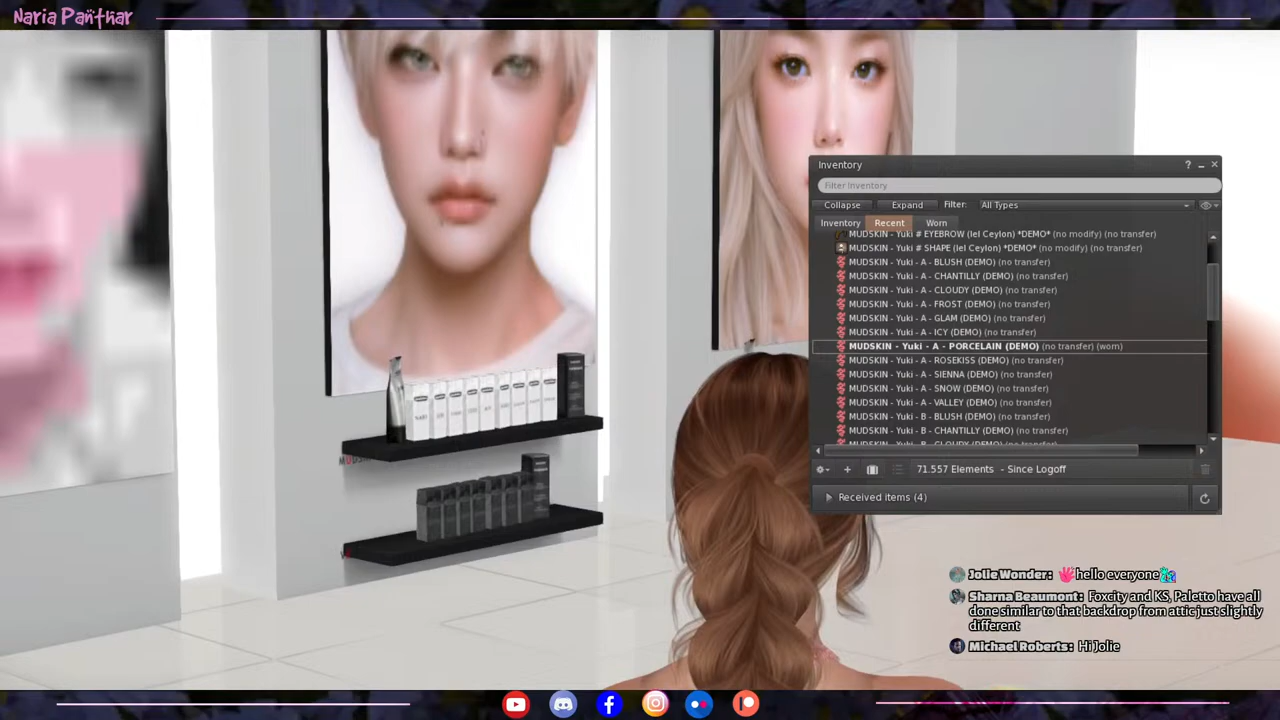 Naria Panthar
Inventory
Filter Inventory
Collapse Expand Filter: All Types
Inventory Recent Worn
MUDSKIN - Yuki # EYEBROW (lel Ceylon) *DEMO* (no modify) (no transfer)
MUDSKIN - Yuki # SHAPE (lel Ceylon) *DEMO* (no modify) (no transfer)
MUDSKIN - Yuki - A - BLUSH (DEMO) (no transfer)
MUDSKIN - Yuki - A - CHANTILLY (DEMO) (no transfer)
MUDSKIN - Yuki - A - CLOUDY (DEMO) (no transfer)
MUDSKIN - Yuki - A - FROST (DEMO) (no transfer)
MUDSKIN - Yuki - A - GLAM (DEMO) (no transfer)
MUDSKIN - Yuki - A - ICY (DEMO) (no transfer)
MUDSKIN - Yuki - A - PORCELAIN (DEMO) (no transfer) (worn)
MUDSKIN - Yuki - A - ROSEKISS (DEMO) (no transfer)
MUDSKIN - Yuki - A - SIENNA (DEMO) (no transfer)
MUDSKIN - Yuki - A - SNOW (DEMO) (no transfer)
MUDSKIN - Yuki - A - VALLEY (DEMO) (no transfer)
MUDSKIN - Yuki - B - BLUSH (DEMO) (no transfer)
MUDSKIN - Yuki - B - CHANTILLY (DEMO) (no transfer)
MUDSKIN - Yuki - B - CLOUDY (DEMO) (no transfer)
71.557 Elements - Since Logoff
Received items (4)
Jolie Wonder: hello everyone
Sharna Beaumont: Foxcity and KS, Paletto have all
done similar to that backdrop from attic just slightly
different
Michael Roberts: Hi Jolie